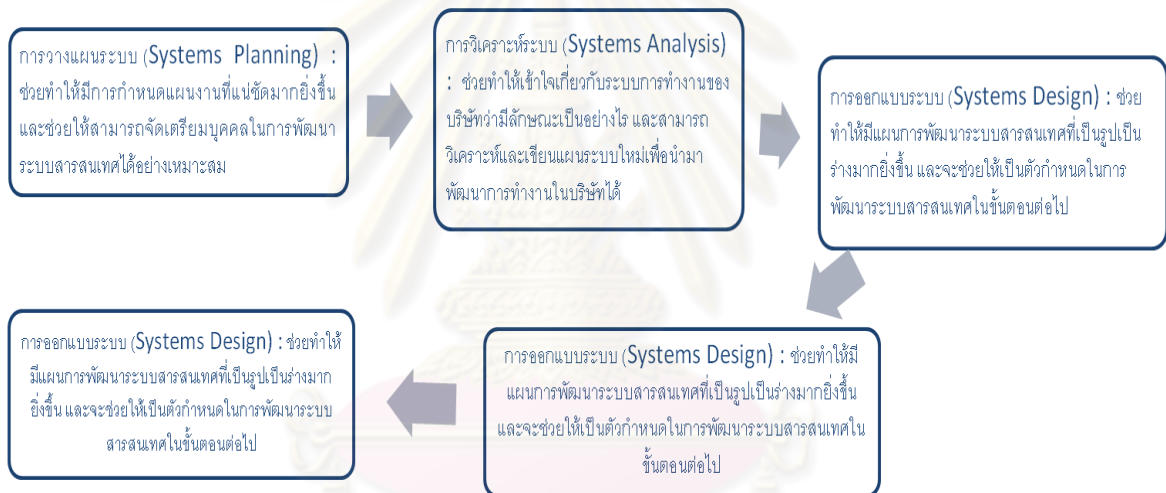 การวางแผนระบบ (Systems Planning) :
ช่วยทำให้มีการกำหนดแผนงานที่แน่ชัดมากยิ่งขึ้น
และช่วยให้สามารถจัดเตรียมบุคคลในการพัฒนา
ระบบสารสนเทศได้อย่างเหมาะสม
การวิเคราะห์ระบบ (Systems Analysis)
: ช่วยทำให้เข้าใจเกี่ยวกับระบบการทำงานของ
บริษัทว่ามีลักษณะเป็นอย่างไร และสามารถ
วิเคราะห์และเขียนแผนระบบใหม่เพื่อนำมา
พัฒนาการทำงานในบริษัทได้
การออกแบบระบบ (Systems Design) : ช่วย
ทำให้มีแผนการพัฒนาระบบสารสนเทศที่เป็นรูปเป็น
ร่างมากยิ่งขึ้น และจะช่วยให้เป็นตัวกำหนดในการ
พัฒนาระบบสารสนเทศในขั้นตอนต่อไป
การออกแบบระบบ (Systems Design) : ช่วยทำให้มี
แผนการพัฒนาระบบสารสนเทศที่เป็นรูปเป็นร่างมากยิ่งขึ้น
และจะช่วยให้เป็นตัวกำหนดในการพัฒนาระบบสารสนเทศใน
ขั้นตอนต่อไป
การออกแบบระบบ (Systems Design) : ช่วยทำให้
มีแผนการพัฒนาระบบสารสนเทศที่เป็นรูปเป็นร่างมาก
ยิ่งขึ้น และจะช่วยให้เป็นตัวกำหนดในการพัฒนาระบบ
สารสนเทศในขั้นตอนต่อไป